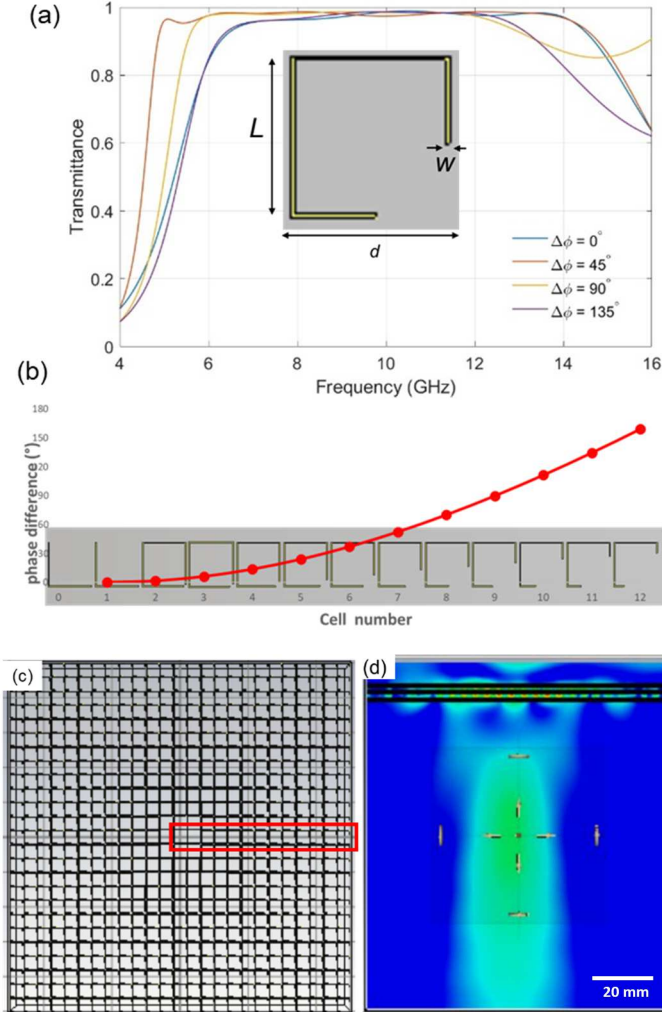 (a)
1
0.8
0.6
0.4
0.2
0
Transmittance
L
w
d
Δϕ = 0°
Δϕ = 45°
Δϕ = 90°
Δϕ = 135°
4 6 8 10 12 14 16
Frequency (GHz)
(b)
180
150
120
90
60
30
0
phase difference (°)
0 1 2 3 4 5 6 7 8 9 10 11 12
Cell number
(c)
(d)
20 mm